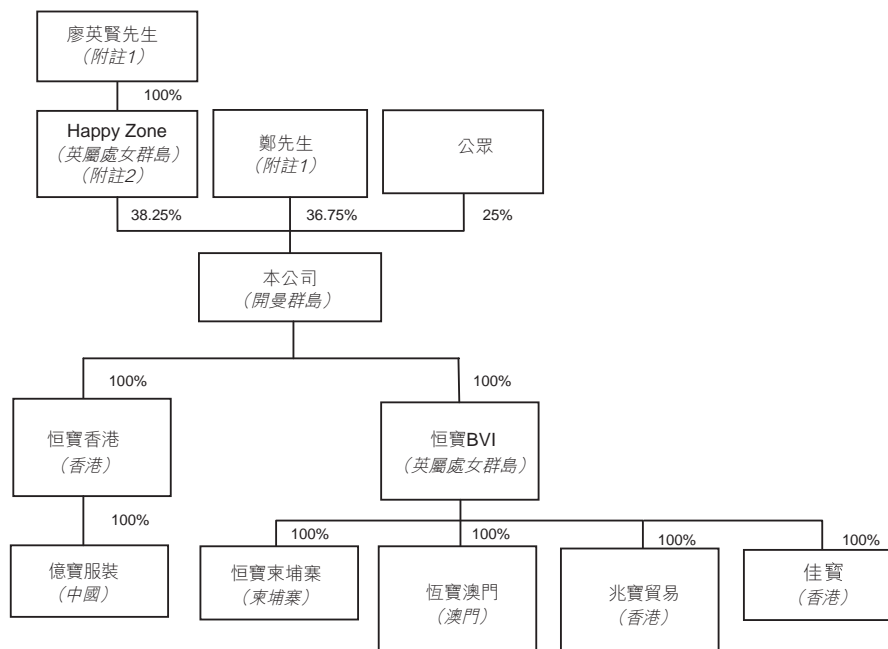 廖英賢先生
（附註1）
100%
Happy Zone
（英屬處女群島）
（附註2）
鄭先生
（附註1）
公眾
38.25%
36.75%
25%
本公司
（開曼群島）
100%
100%
恒寶香港
（香港）
恒寶BVI
（英屬處女群島）
100%
100%
100%
100%
100%
億寶服裝
（中國）
恒寶柬埔寨
（柬埔寨）
恆寶澳門
（澳門）
兆寶貿易
（香港）
佳寶
（香港）